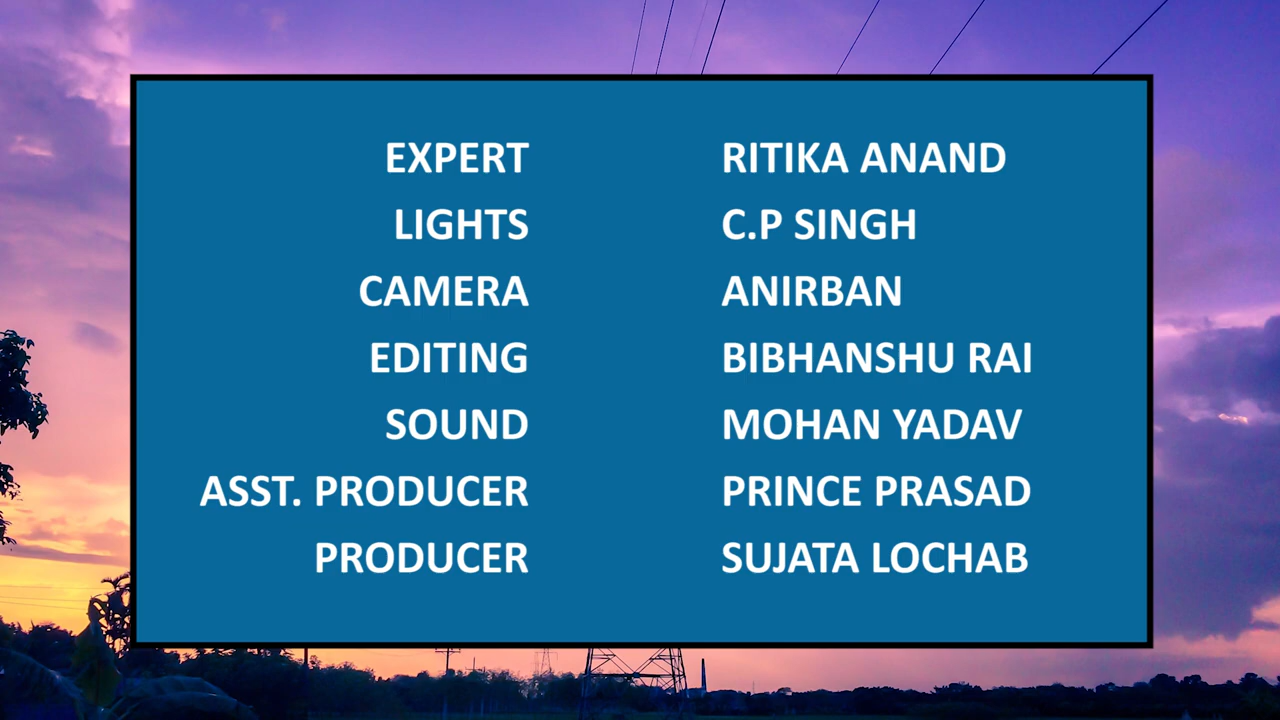 EXPERT RITIKA ANAND
LIGHTS C.P SINGH
CAMERA ANIRBAN
EDITING BIBHANSHU RAI
SOUND MOHAN YADAV
ASST. PRODUCER PRINCE PRASAD
PRODUCER SUJATA LOCHAB